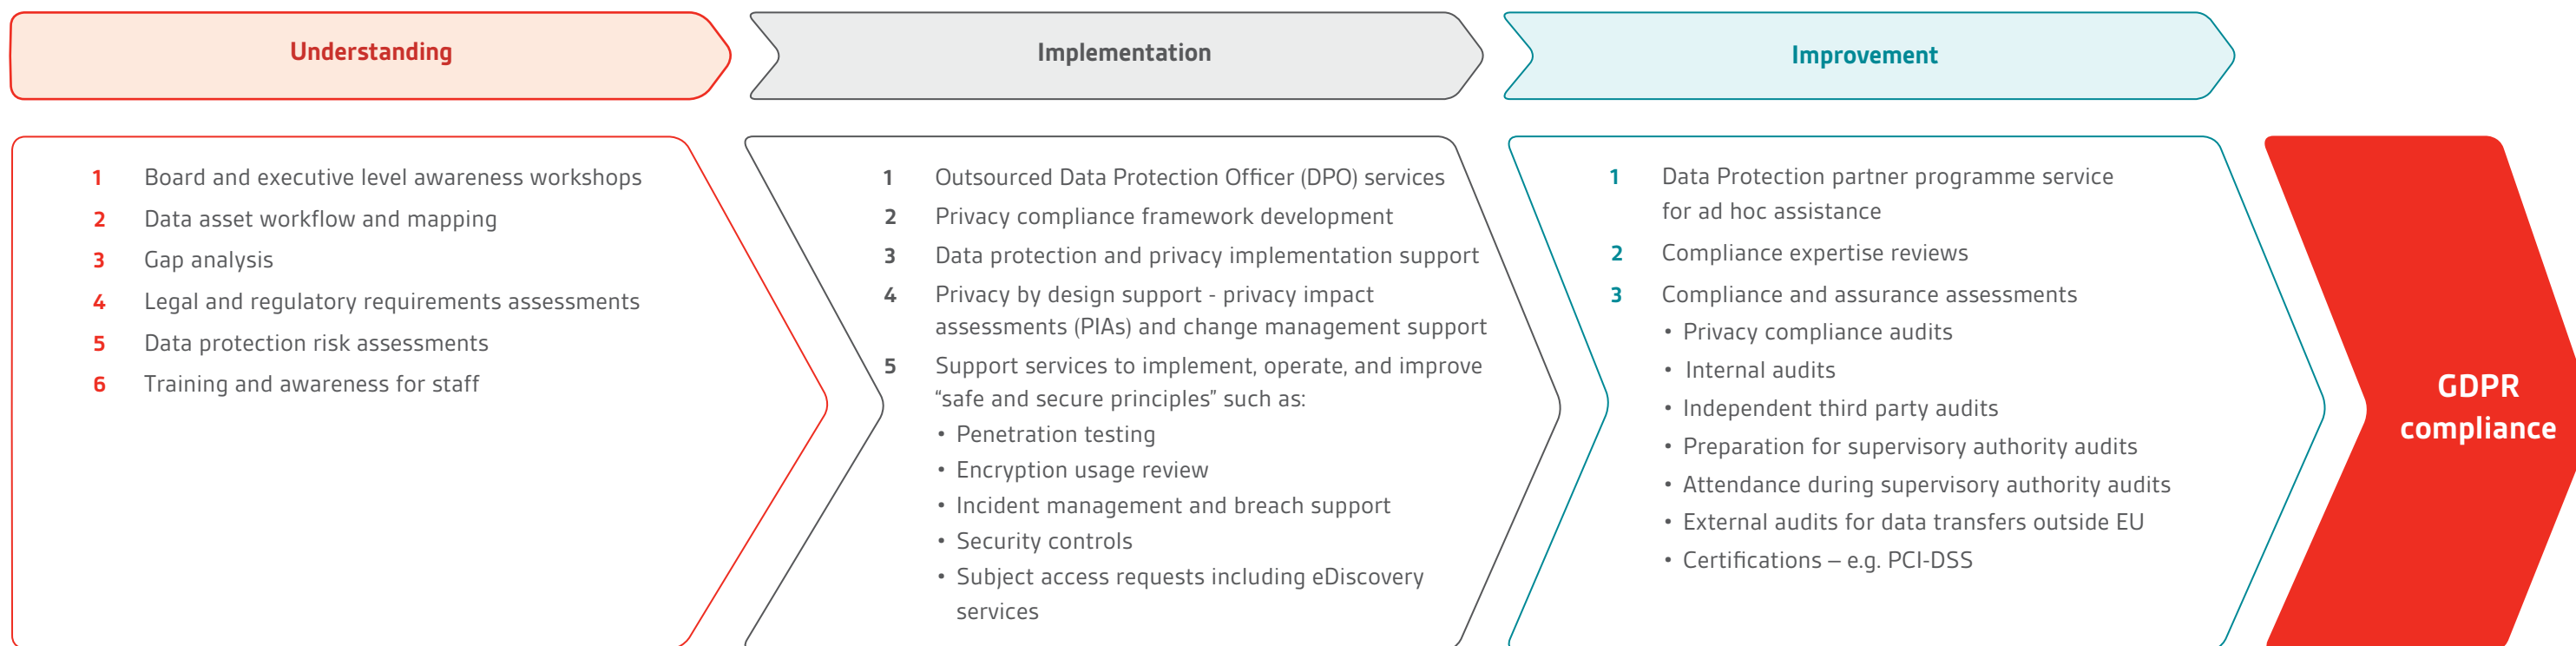 Understanding
Implementation
Improvement
1 Board and executive level awareness workshops
2 Data asset workflow and mapping
3 Gap analysis
4 Legal and regulatory requirements assessments
5 Data protection risk assessments
6 Training and awareness for staff
1 Outsourced Data Protection Officer (DPO) services
2 Privacy compliance framework development
3 Data protection and privacy implementation support
4 Privacy by design support - privacy impact
assessments (PIAs) and change management support
5 Support services to implement, operate, and improve
“safe and secure principles” such as:
• Penetration testing
• Encryption usage review
• Incident management and breach support
• Security controls
• Subject access requests including eDiscovery
services
1 Data Protection partner programme service
for ad hoc assistance
2 Compliance expertise reviews
3 Compliance and assurance assessments
• Privacy compliance audits
• Internal audits
• Independent third party audits
• Preparation for supervisory authority audits
• Attendance during supervisory authority audits
• External audits for data transfers outside EU
• Certifications – e.g. PCI-DSS
GDPR
compliance